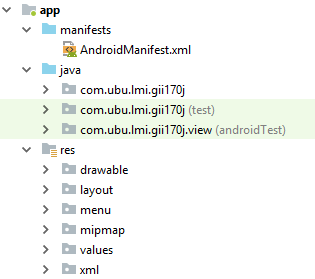 app
manifests
AndroidManifest.xml
java
com.ubu.lmi.gii170j
com.ubu.lmi.gii170j (test)
com.ubu.lmi.gii170j.view (androidTest)
res
drawable
layout
menu
mipmap
values
xml